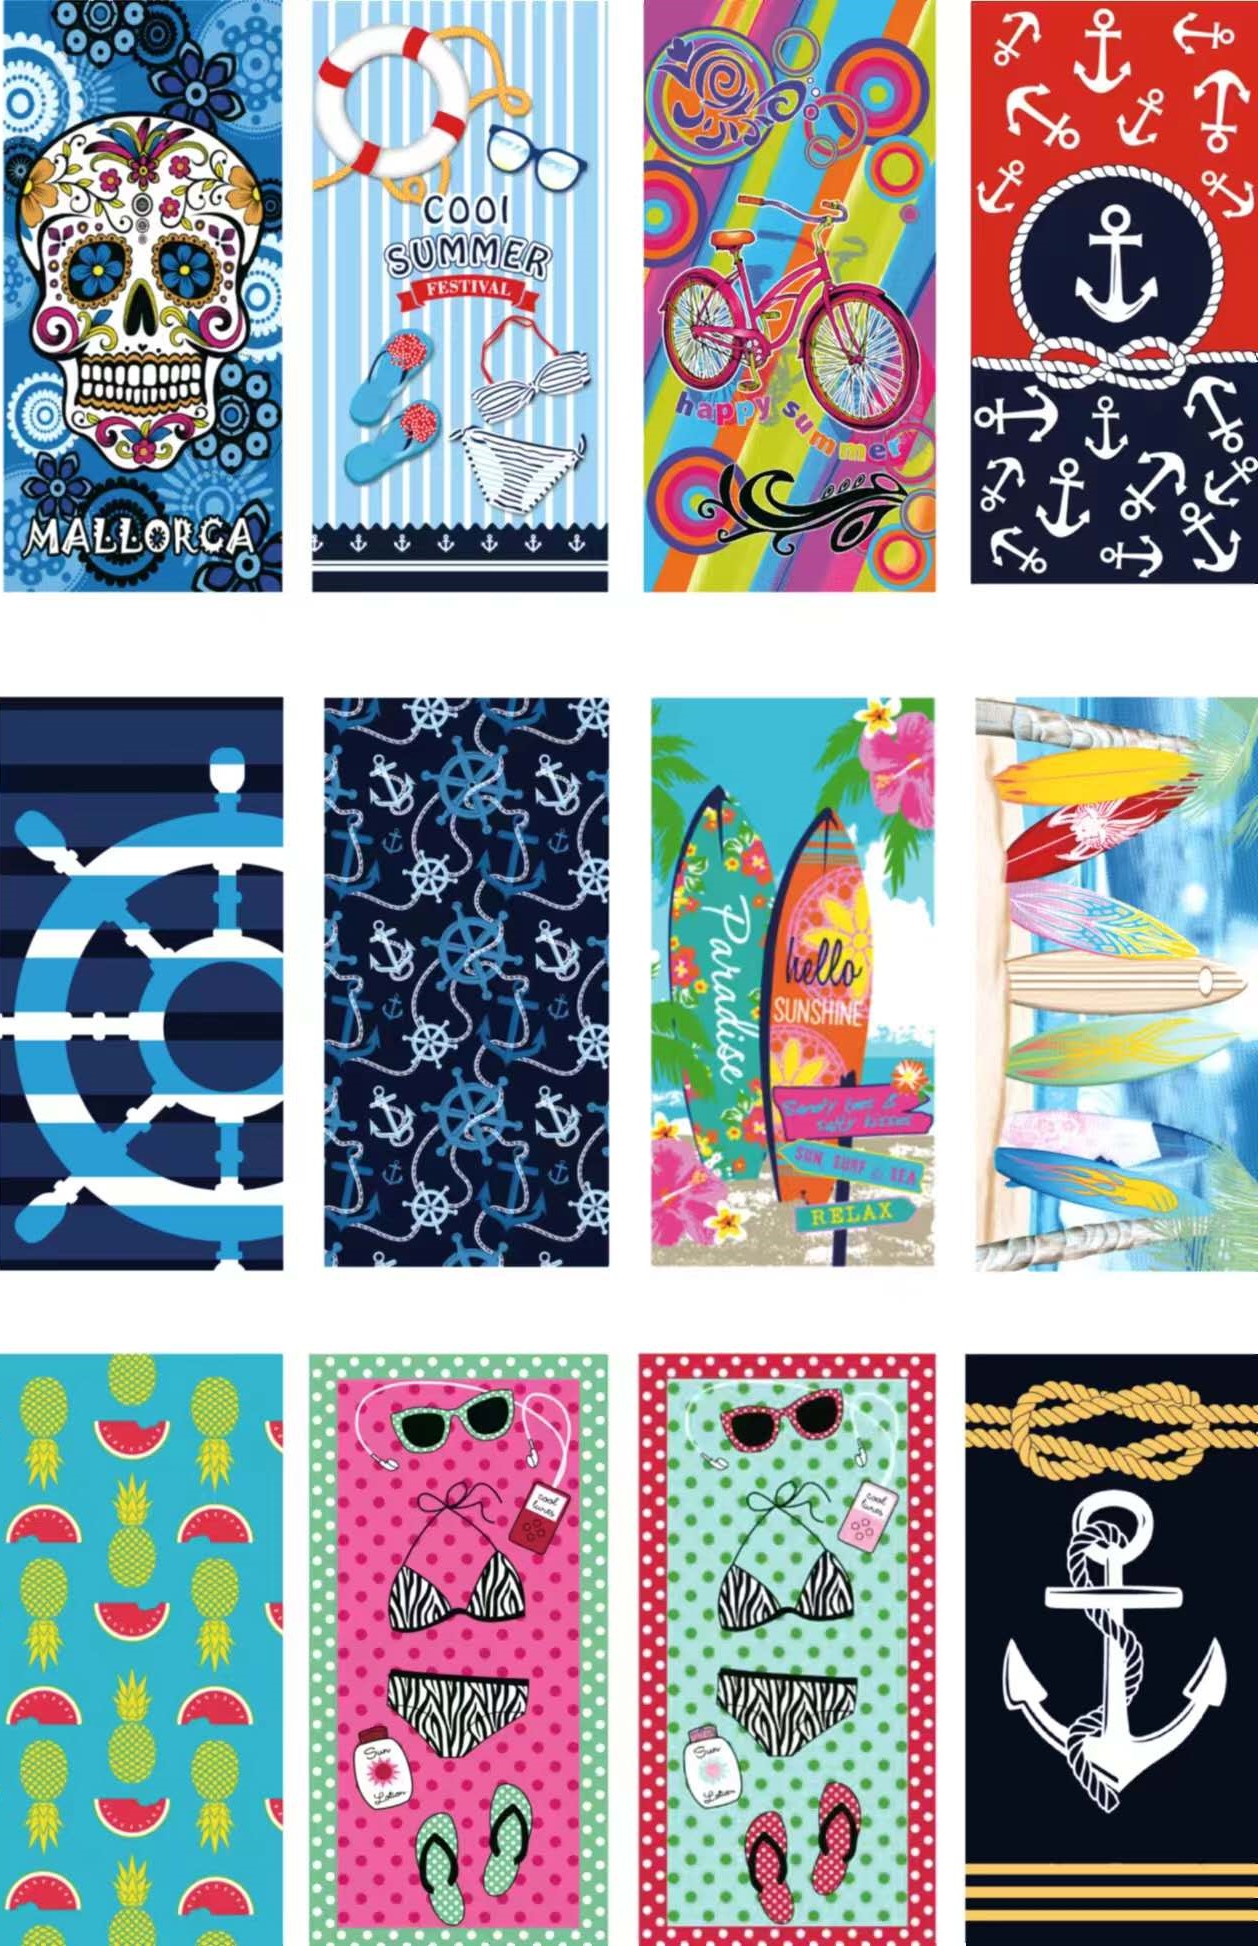 MALLORCA
COOl
SUMMER
FESTIVAL
happy summer
Paradise
hello
SUNSHINE
Sandy toes &
salty kisses
SUN SURF & SEA
RELAX
cool
tunes
Sun
Lotion
cool
tunes
Sun
Lotion